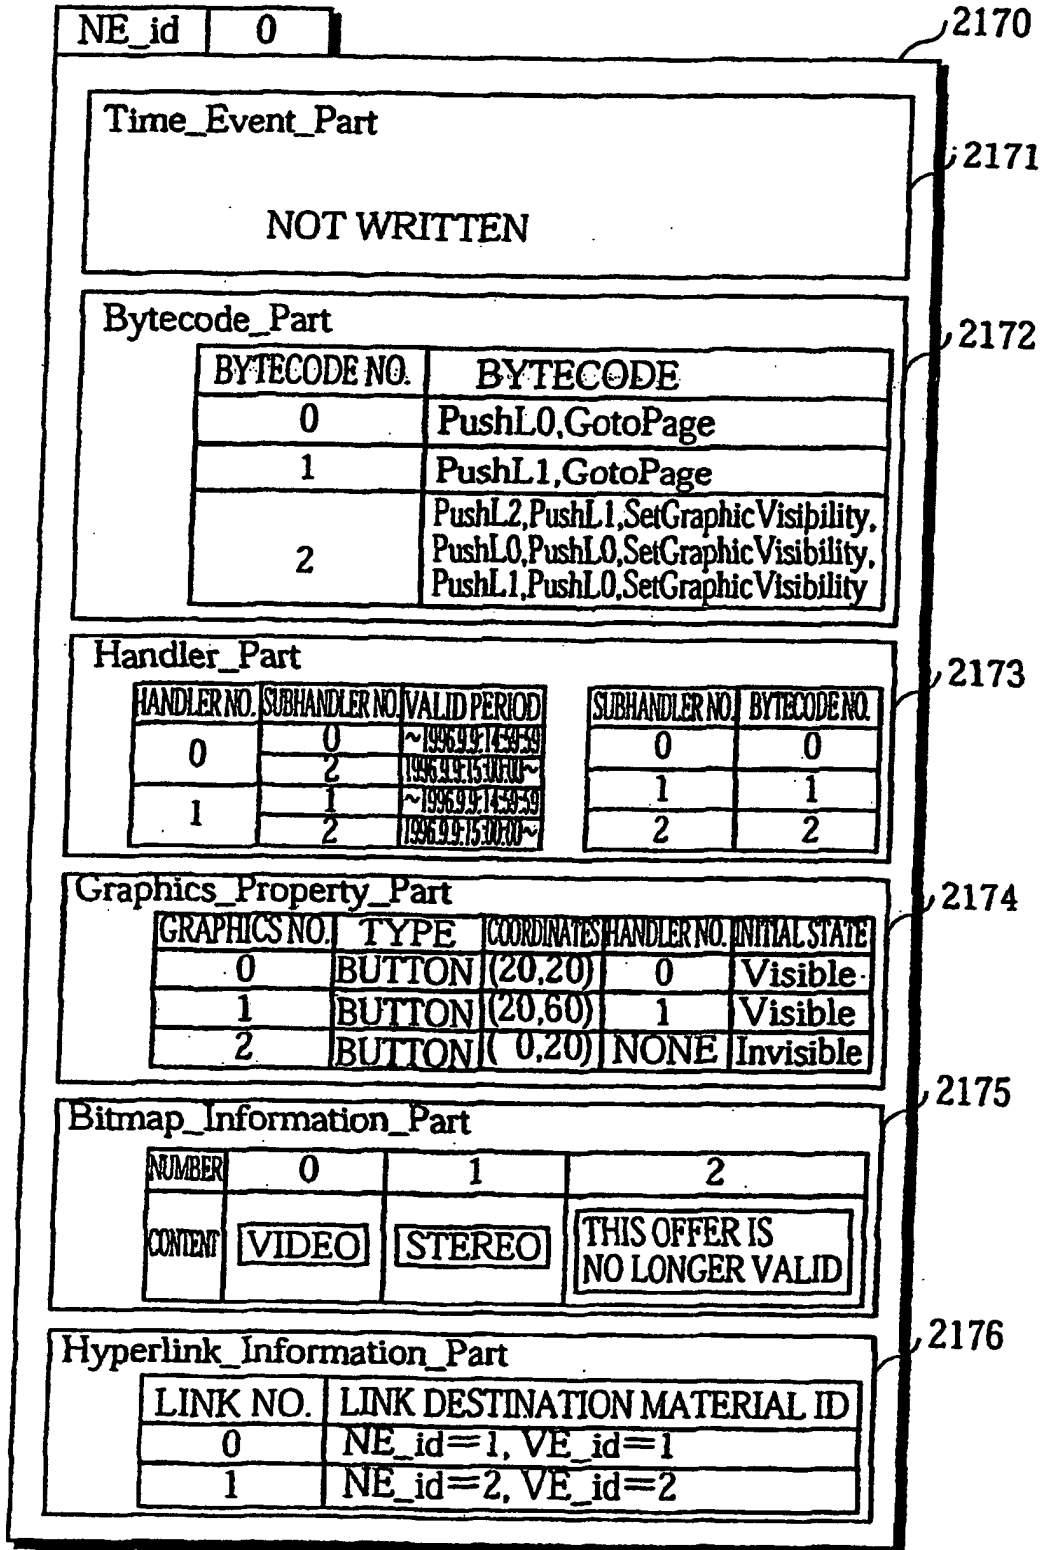 NE_id 0
2170
Time_Event_Part
2171
NOT WRITTEN
Bytecode_Part
2172
BYTECODE NO. BYTECODE
0 PushL0,GotoPage
1 PushL1,GotoPage
2 PushL2,PushL1,SetGraphicVisibility,
PushL0,PushL0,SetGraphicVisibility,
PushL1,PushL0,SetGraphicVisibility
Handler_Part
2173
HANDLER NO. SUBHANDLER NO. VALID PERIOD SUBHANDLER NO. BYTECODE NO.
0 0 ~1996.9.9:14:59:59 0 0
2 1996.9.9:15:00:00~
1 1 ~1996.9.9:14:59:59 1 1
2 1996.9.9:15:00:00~ 2 2
Graphics_Property_Part
2174
GRAPHICS NO. TYPE COORDINATES HANDLER NO. INITIAL STATE
0 BUTTON (20,20) 0 Visible
1 BUTTON (20,60) 1 Visible
2 BUTTON ( 0,20) NONE Invisible
2175
Bitmap_Information_Part
NUMBER 0 1 2
CONTENT VIDEO STEREO THIS OFFER IS
NO LONGER VALID
2176
Hyperlink_Information_Part
LINK NO. LINK DESTINATION MATERIAL ID
0 NE_id=1, VE_id=1
1 NE_id=2, VE_id=2